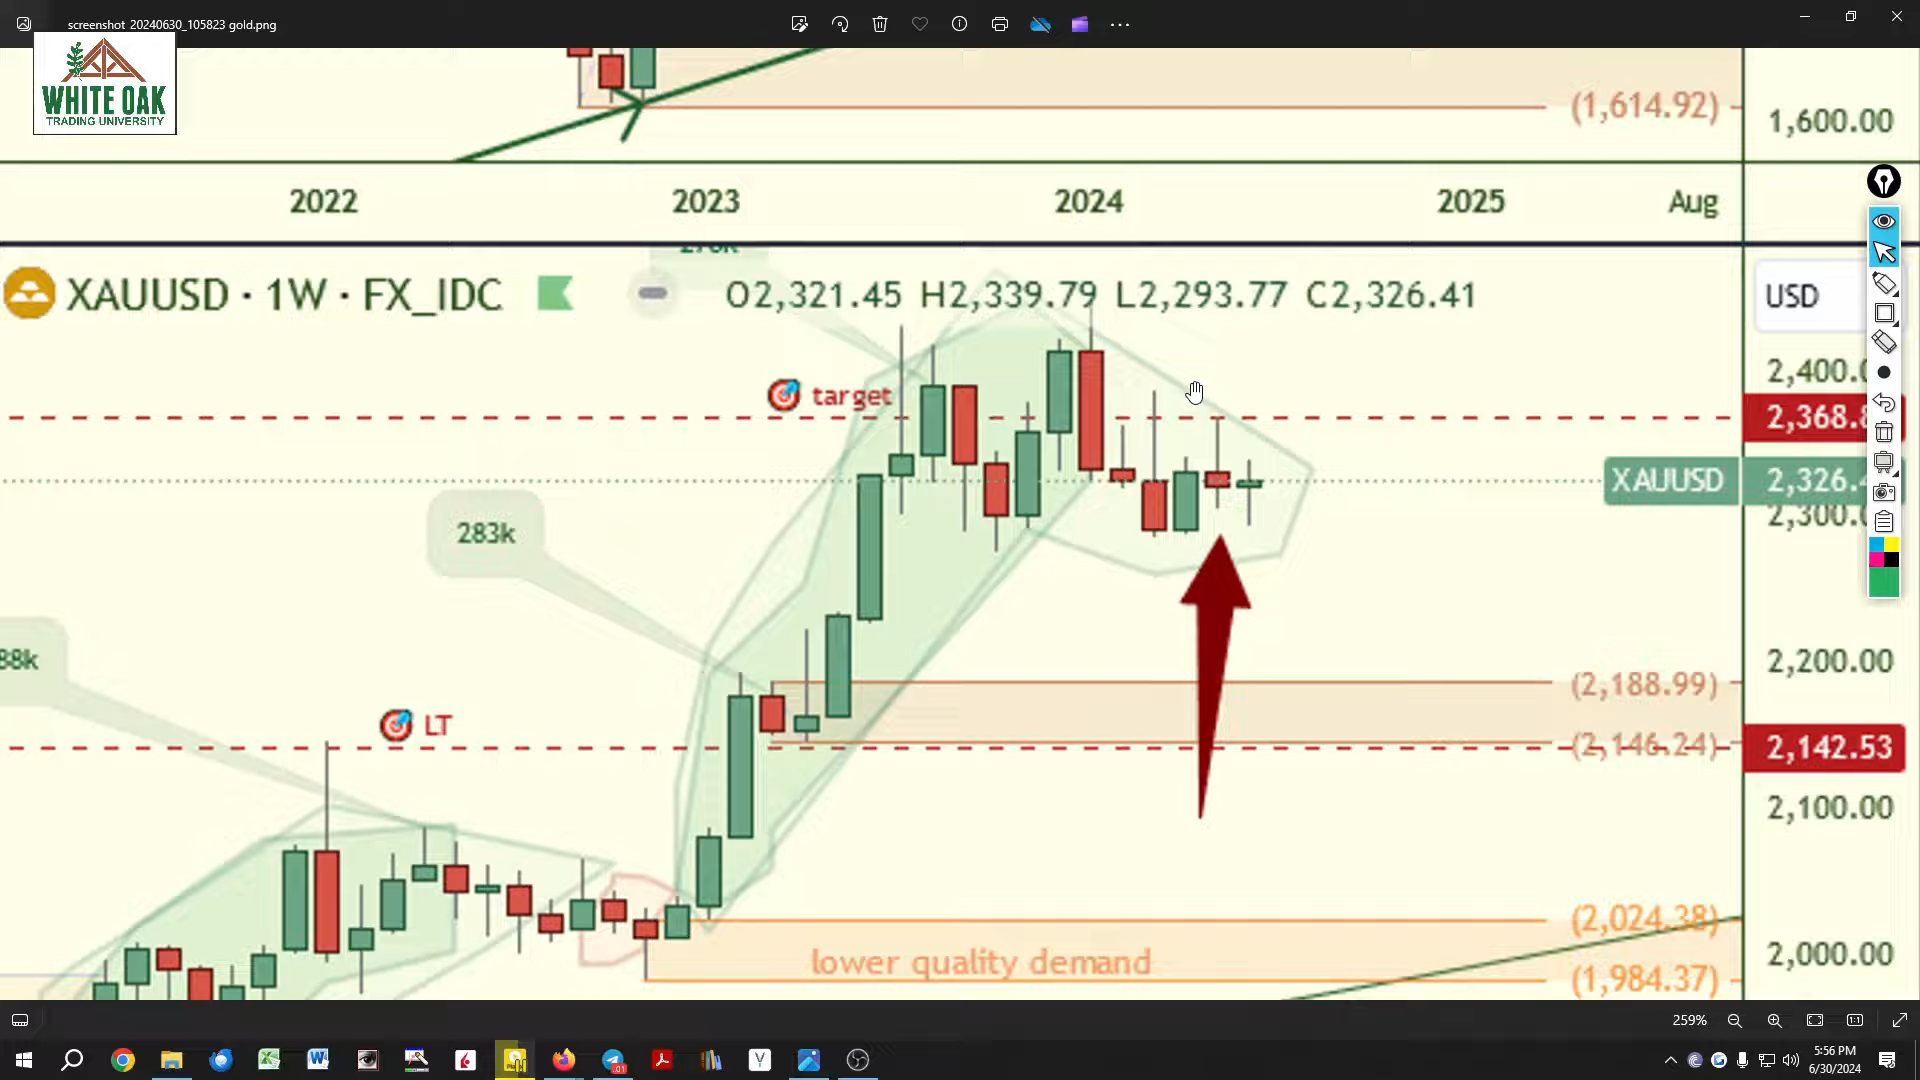 screenshot 20240630_105823 gold.png
WHITE OAK
TRADING UNIVERSITY
(1,614.92)
1,600.00
2022 2023 2024 2025 Aug
XAUUSD · 1W · FX_IDC
O2,321.45 H2,339.79 L2,293.77 C2,326.41
USD
target
2,400.0
2,368.8
XAUUSD 2,326.4
2,300.0
283k
88k
2,200.00
(2,188.99)
LT
(2,146.24)
2,142.53
2,100.00
(2,024.38)
lower quality demand
2,000.00
(1,984.37)
259%
5:56 PM
6/30/2024